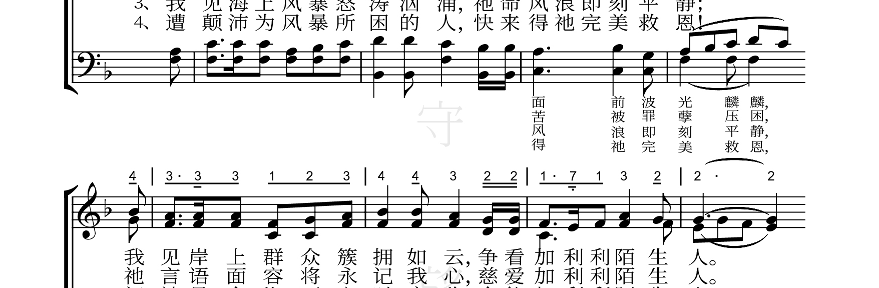 3、我见海上风暴怒涛汹涌,祂命风浪即刻平静;
4、遭颠沛为风暴所困的人,快来得祂完美救恩!
守
面前波光麟麟,
苦被罪孽压困,
风浪即刻平静,
得祂完美救恩,
4 3· 3 3 1 2 3 4 4 3 2 2 1· 7 1 3 2 2· 2
我见岸上群众簇拥如云,争看加利利陌生人。
祂言语面容将永记我心,慈爱加利利陌生人。